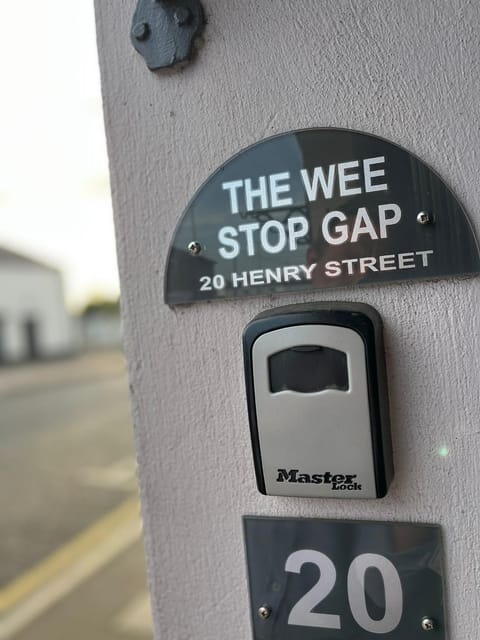 THE WEE
STOP GAP
20 HENRY STREET
Master
Lock
20